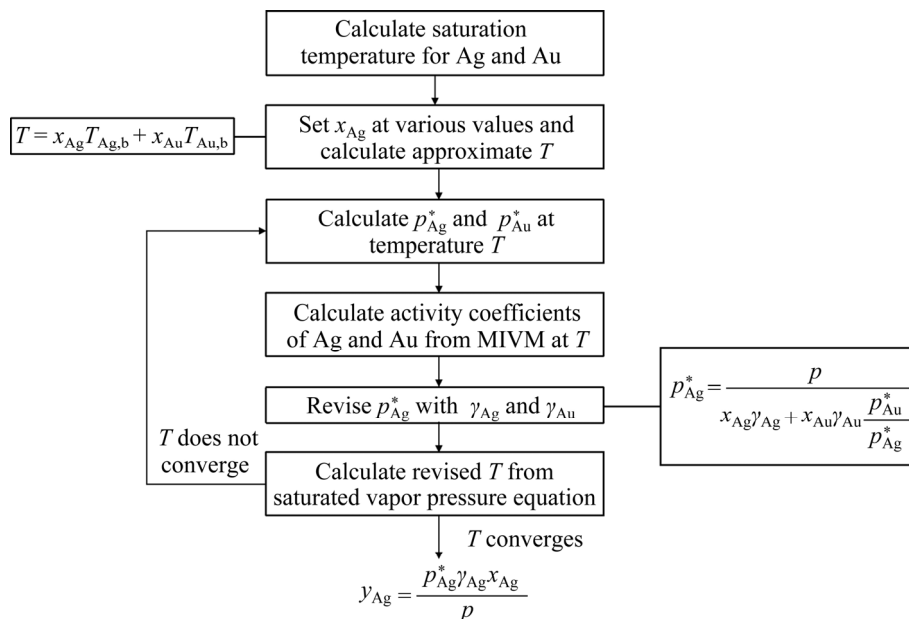 Calculate saturation
temperature for Ag and Au
T = x_Ag T_Ag,b + x_Au T_Au,b
Set x_Ag at various values and
calculate approximate T
Calculate p*_Ag and p*_Au at
temperature T
Calculate activity coefficients
of Ag and Au from MIVM at T
Revise p*_Ag with γ_Ag and γ_Au
p*_Ag = p / (x_Ag γ_Ag + x_Au γ_Au p*_Au / p*_Ag)
T does not
converge
Calculate revised T from
saturated vapor pressure equation
T converges
y_Ag = p*_Ag γ_Ag x_Ag / p